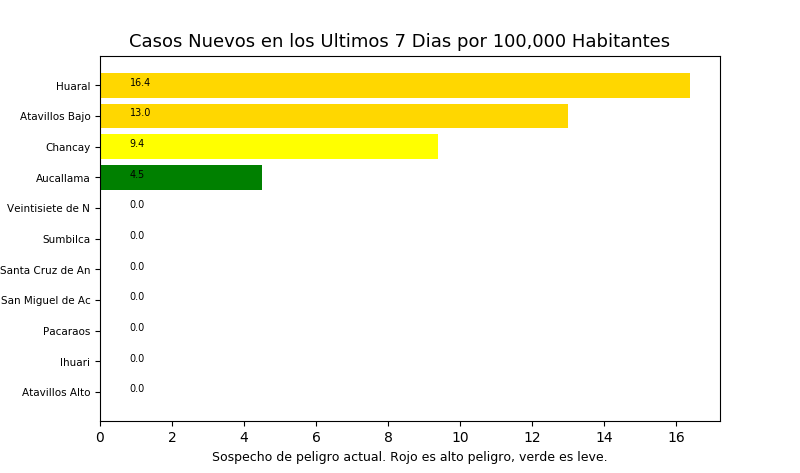 Casos Nuevos en los Ultimos 7 Dias por 100,000 Habitantes
Huaral 16.4
Atavillos Bajo 13.0
Chancay 9.4
Aucallama 4.5
Veintisiete de N 0.0
Sumbilca 0.0
Santa Cruz de An 0.0
San Miguel de Ac 0.0
Pacaraos 0.0
Ihuari 0.0
Atavillos Alto 0.0
0 2 4 6 8 10 12 14 16
Sospecho de peligro actual. Rojo es alto peligro, verde es leve.